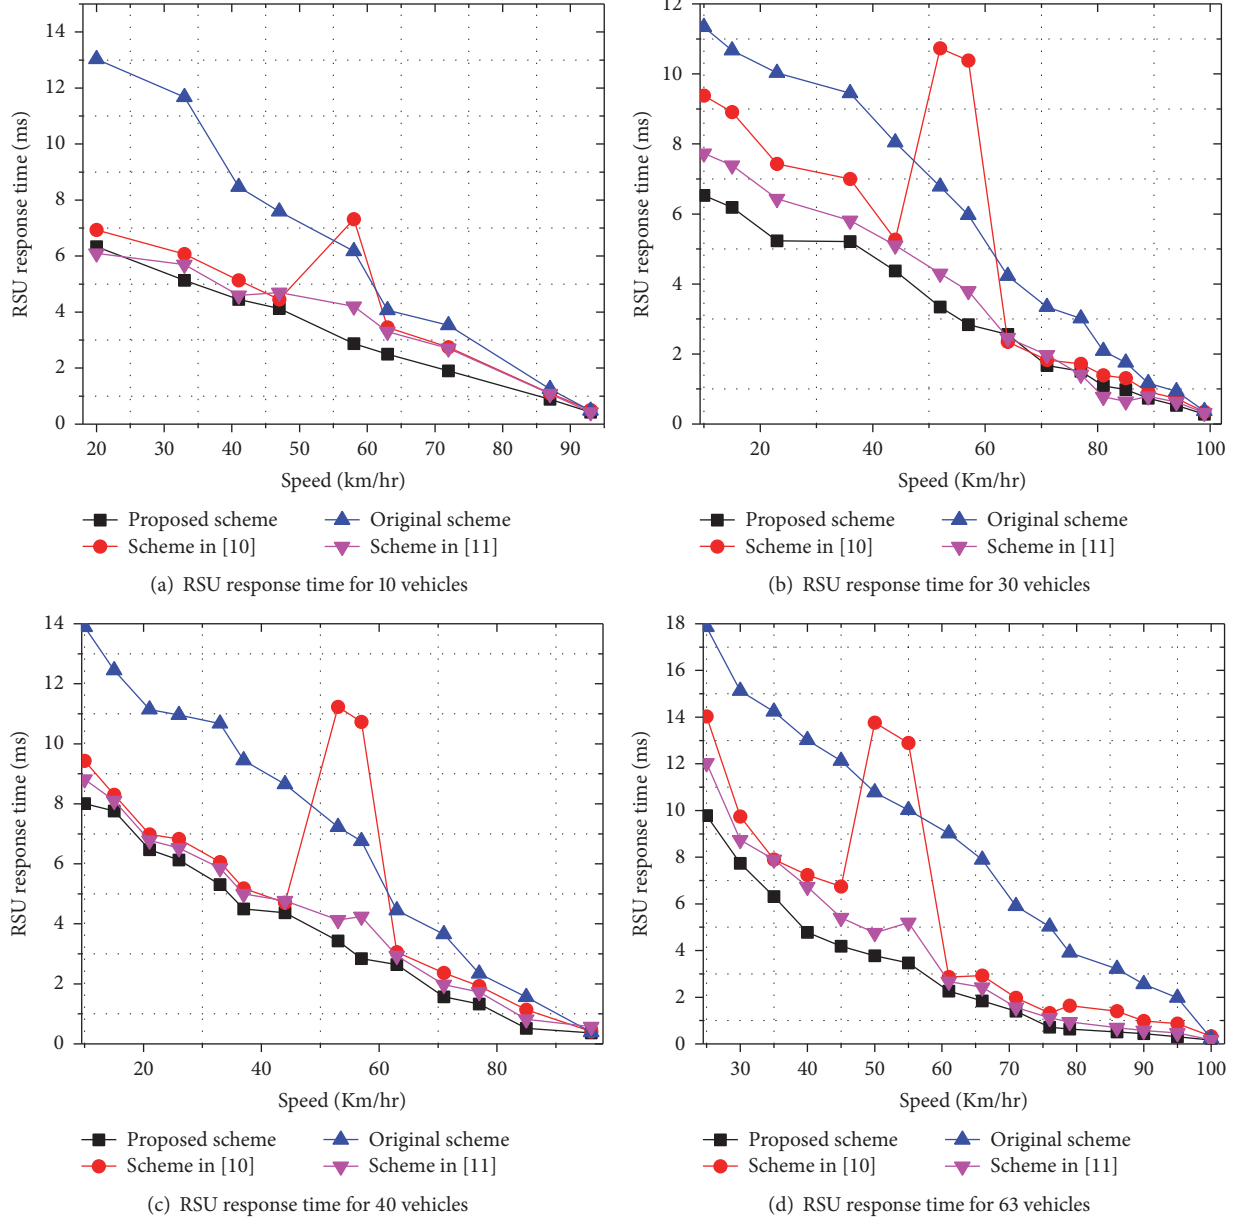 14
12
10
8
6
4
2
0
RSU response time (ms)
20 30 40 50 60 70 80 90
Speed (km/hr)
Proposed scheme Original scheme
Scheme in [10] Scheme in [11]
(a) RSU response time for 10 vehicles
12
10
8
6
4
2
0
RSU response time (ms)
20 40 60 80 100
Speed (Km/hr)
Proposed scheme Original scheme
Scheme in [10] Scheme in [11]
(b) RSU response time for 30 vehicles
14
12
10
8
6
4
2
0
RSU response time (ms)
20 40 60 80
Speed (Km/hr)
Proposed scheme Original scheme
Scheme in [10] Scheme in [11]
(c) RSU response time for 40 vehicles
18
16
14
12
10
8
6
4
2
0
RSU response time (ms)
30 40 50 60 70 80 90 100
Speed (Km/hr)
Proposed scheme Original scheme
Scheme in [10] Scheme in [11]
(d) RSU response time for 63 vehicles